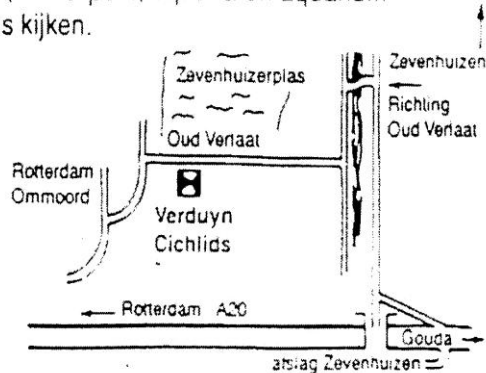 s kijken.
Zevenhuizen
Zevenhuizerplas
Richting
Oud Verlaat
Oud Verlaat
Rotterdam
Ommoord
Verduyn
Cichlids
Rotterdam A20
Gouda
afslag Zevenhuizen